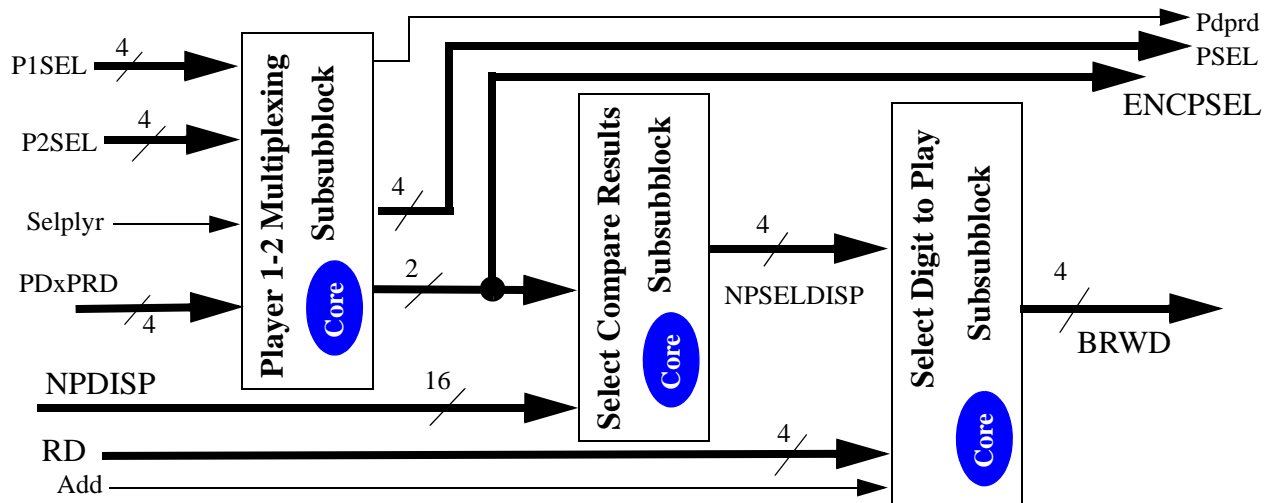 Pdprd
PSEL
ENCPSEL
P1SEL
4
P2SEL
4
Selplyr
PDxPRD
4
Player 1-2 Multiplexing
Subsubblock
Core
4
2
NPDISP
16
Select Compare Results
Subsubblock
Core
4
NPSELDISP
RD
4
Add
Select Digit to Play
Subsubblock
Core
4
BRWD